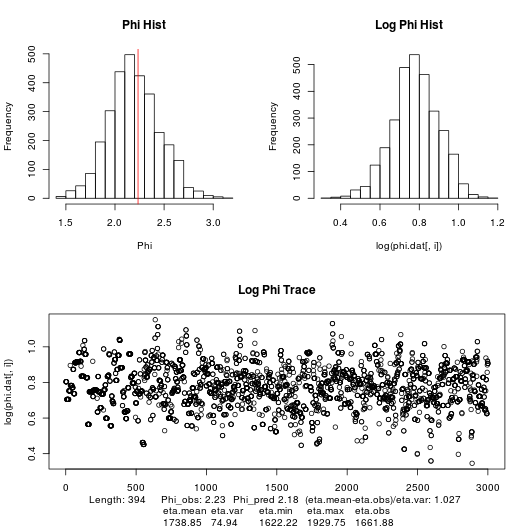 Phi Hist
Log Phi Hist
Frequency
0 100 200 300 400 500
1.5 2.0 2.5 3.0
Phi
Frequency
0 100 200 300 400 500
0.4 0.6 0.8 1.0 1.2
log(phi.dat[, i])
Log Phi Trace
log(phi.dat[, i])
0.4 0.6 0.8 1.0
0 500 1000 1500 2000 2500 3000
Length: 394 Phi_obs: 2.23 Phi_pred 2.18 (eta.mean-eta.obs)/eta.var: 1.027
eta.mean eta.var eta.min eta.max eta.obs
1738.85 74.94 1622.22 1929.75 1661.88